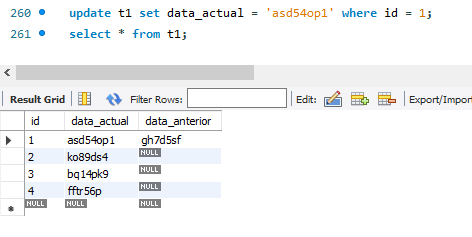 260 update t1 set data_actual = 'asd54op1' where id = 1;
261 select * from t1;
Result Grid Filter Rows: Edit: Export/Import
id data_actual data_anterior
1 asd54op1 gh7d5sf
2 ko89ds4 NULL
3 bq14pk9 NULL
4 fftr56p NULL
NULL NULL NULL